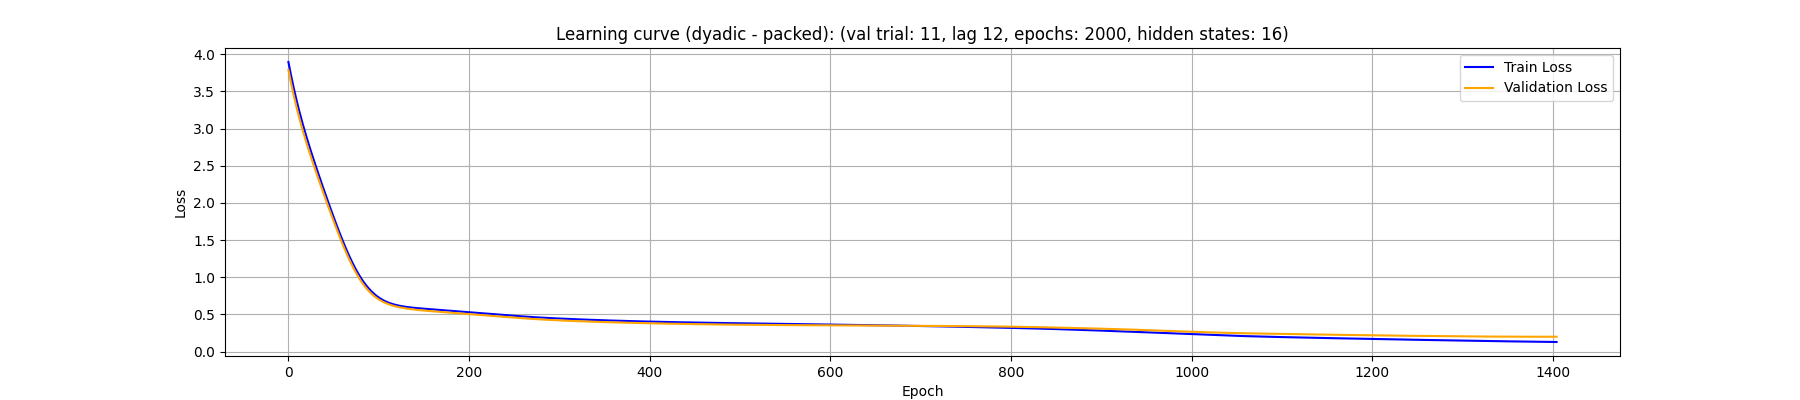 Learning curve (dyadic - packed): (val trial: 11, lag 12, epochs: 2000, hidden states: 16)
4.0
3.5
3.0
2.5
2.0
1.5
1.0
0.5
0.0
Loss
Train Loss
Validation Loss
0 200 400 600 800 1000 1200 1400
Epoch